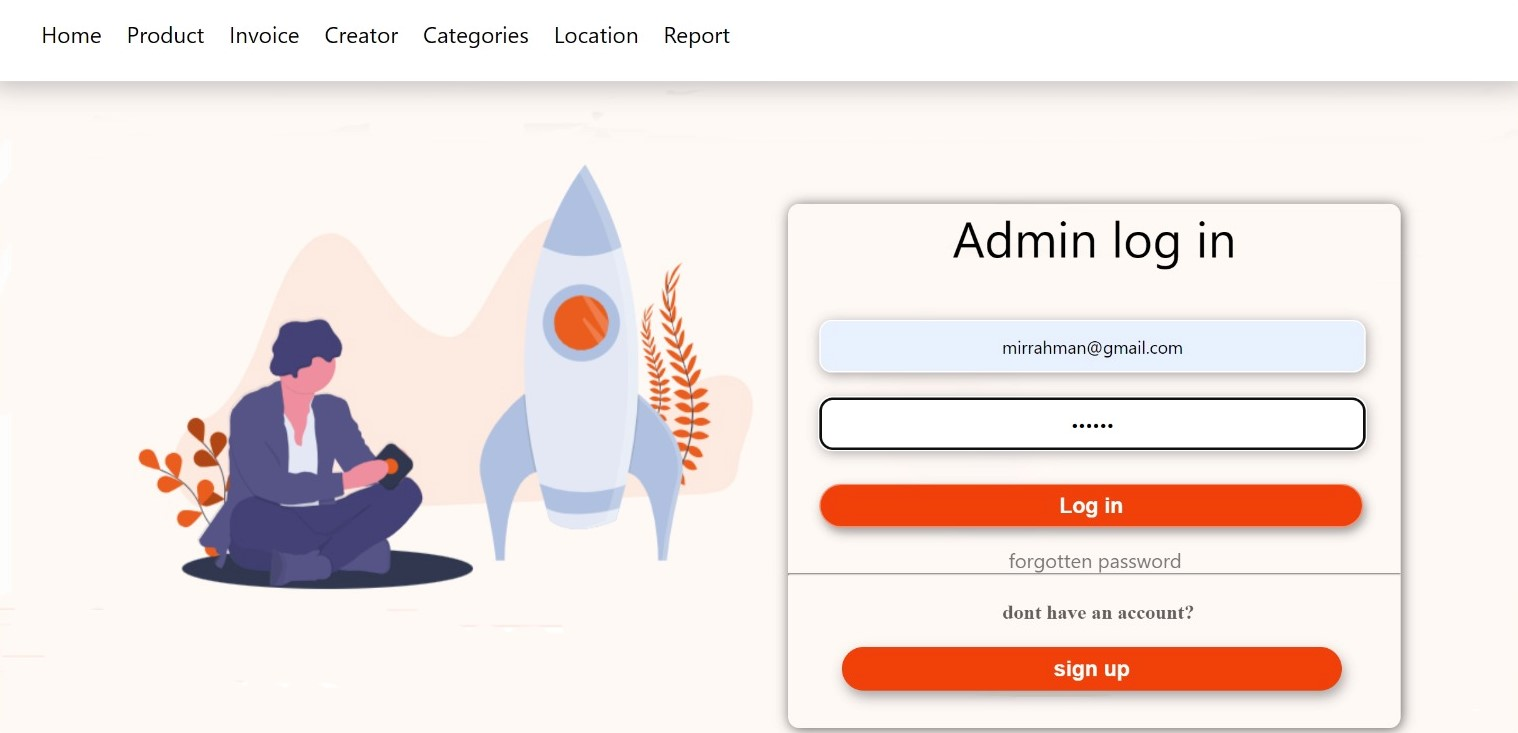 Home Product Invoice Creator Categories Location Report
Admin log in
mirrahman@gmail.com
••••••
Log in
forgotten password
dont have an account?
sign up